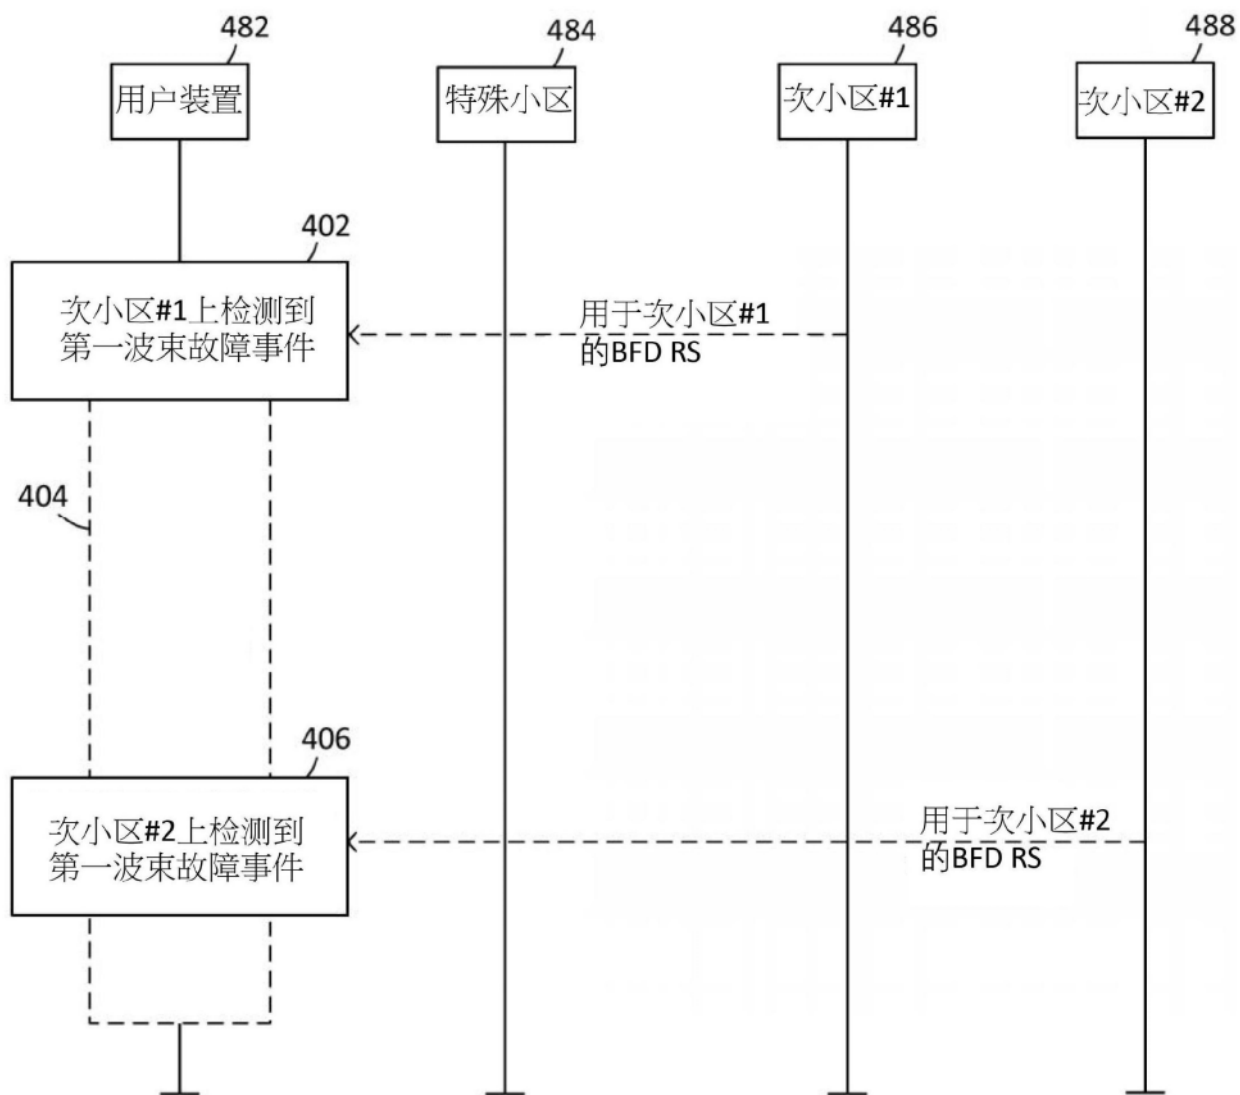 482
484
486
488
用户装置
特殊小区
次小区#1
次小区#2
402
次小区#1上检测到
第一波束故障事件
用于次小区#1
的BFD RS
404
406
次小区#2上检测到
第一波束故障事件
用于次小区#2
的BFD RS